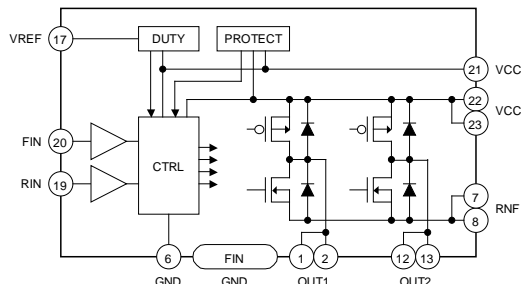 DUTY PROTECT
VREF 17
21 VCC
22
VCC
23
FIN 20
CTRL
RIN 19
7
RNF
8
6 FIN 1 2 12 13
GND GND OUT1 OUT2